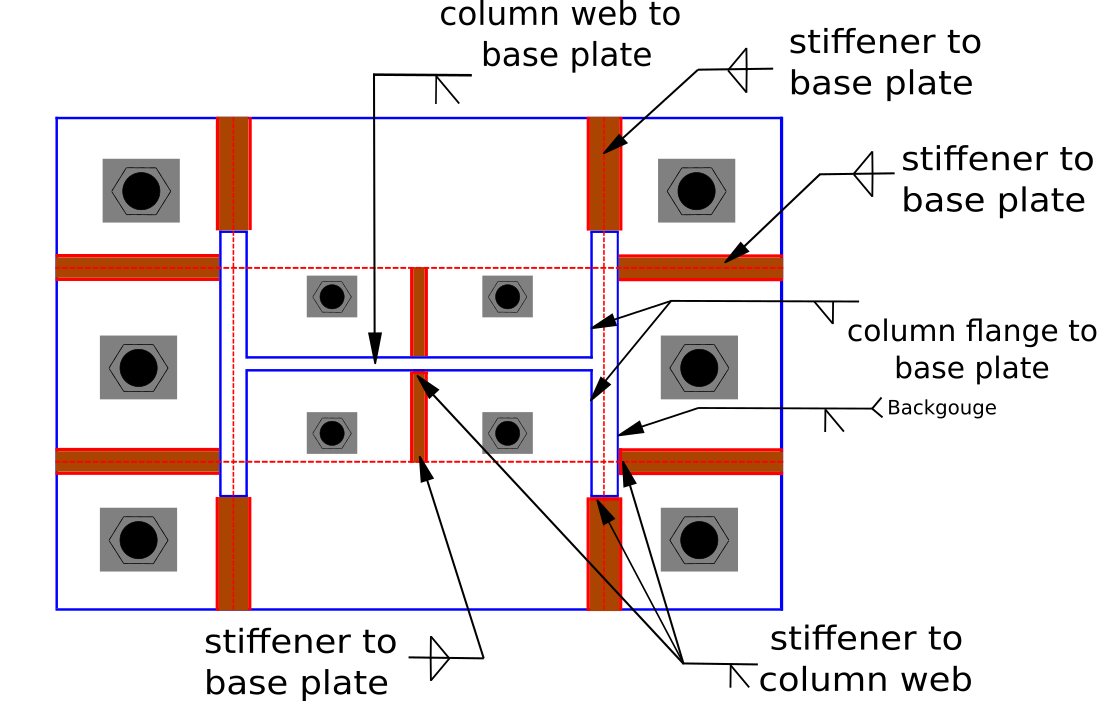 column web to
base plate
stiffener to
base plate
stiffener to
base plate
column flange to
base plate
Backgouge
stiffener to
base plate
stiffener to
column web